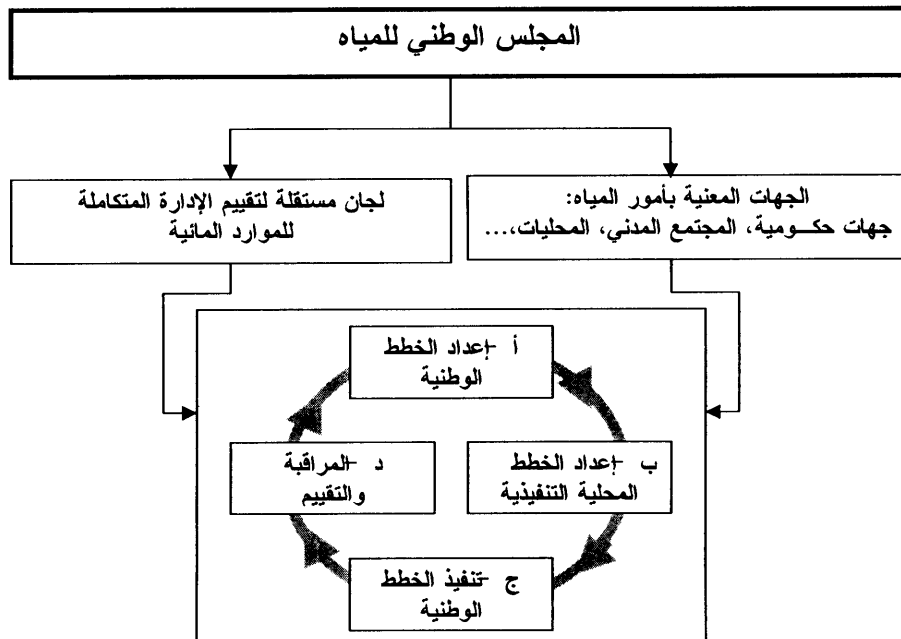 المجلس الوطني للمياه
الجهات المعنية بأمور المياه:
جهات حكومية، المجتمع المدني، المحليات،...
لجان مستقلة لتقييم الإدارة المتكاملة
للموارد المائية
أ - إعداد الخطط
الوطنية
ب - إعداد الخطط
المحلية التنفيذية
ج - تنفيذ الخطط
الوطنية
د - المراقبة
والتقييم